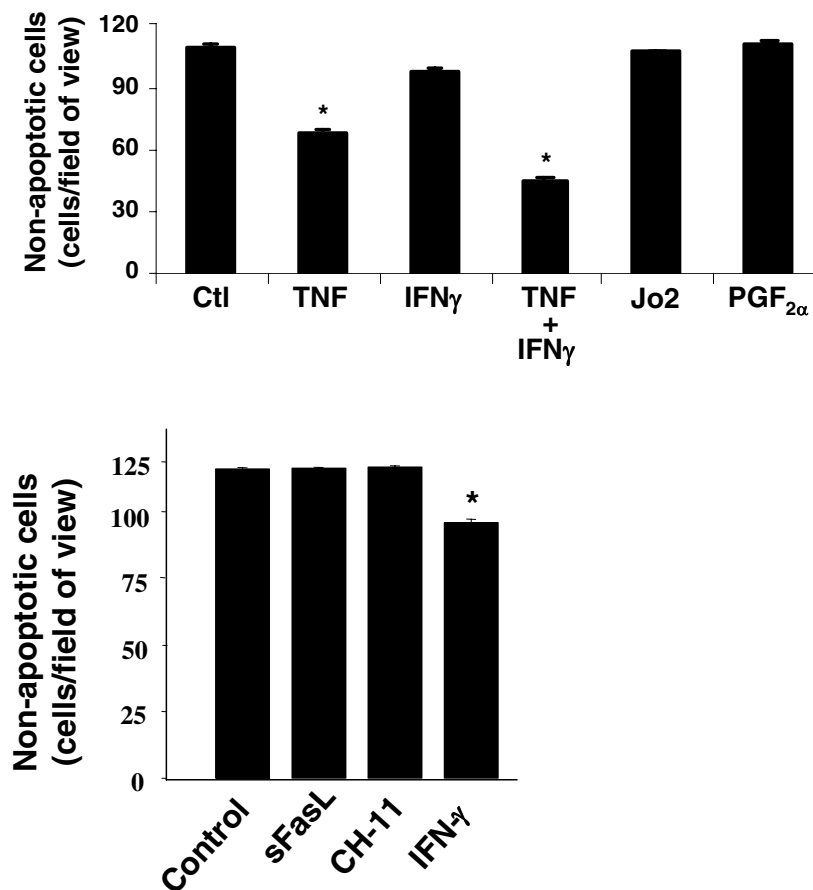 Non-apoptotic cells
(cells/field of view)
120
90
60
30
0
*
*
Ctl
TNF
IFNγ
TNF
+
IFNγ
Jo2
PGF2α
Non-apoptotic cells
(cells/field of view)
125
100
75
50
25
0
*
Control
sFasL
CH-11
IFN-γ